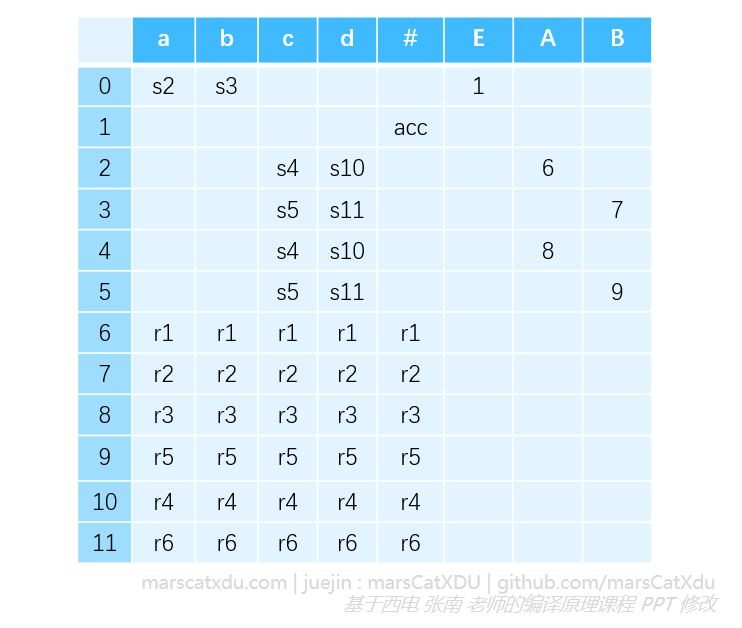 a b c d # E A B
0 s2 s3 1
1 acc
2 s4 s10 6
3 s5 s11 7
4 s4 s10 8
5 s5 s11 9
6 r1 r1 r1 r1 r1
7 r2 r2 r2 r2 r2
8 r3 r3 r3 r3 r3
9 r5 r5 r5 r5 r5
10 r4 r4 r4 r4 r4
11 r6 r6 r6 r6 r6
marscatxdu.com | juejin : marsCatXDU | github.com/marsCatXdu
基于西电 张南 老师的编译原理课程 PPT 修改